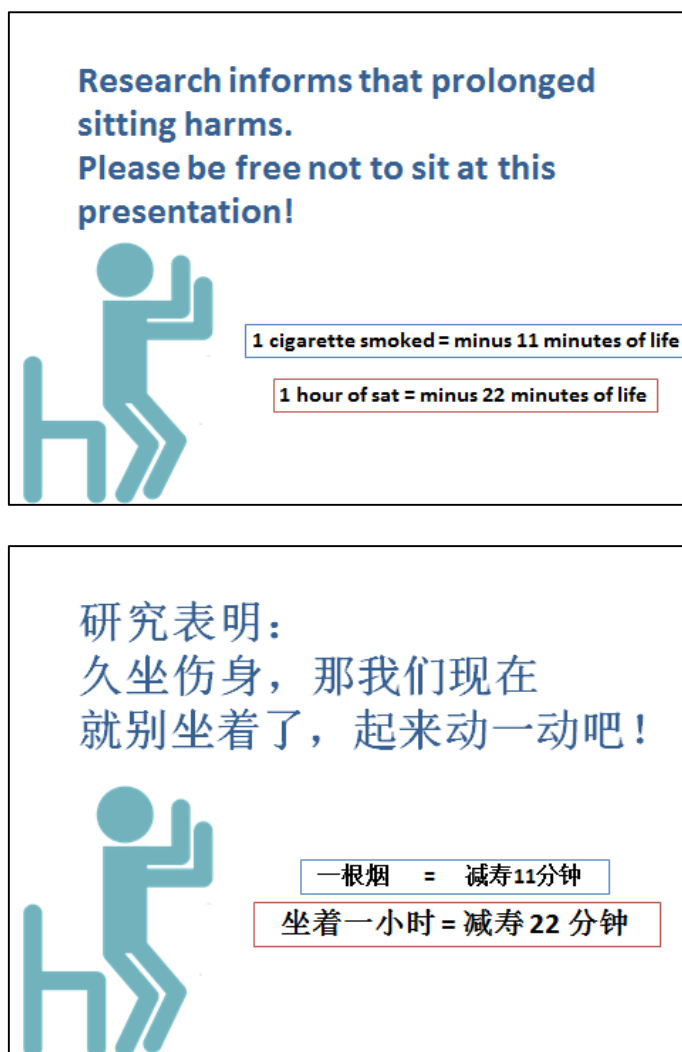 Research informs that prolonged
sitting harms.
Please be free not to sit at this
presentation!
1 cigarette smoked = minus 11 minutes of life
1 hour of sat = minus 22 minutes of life
研究表明：
久坐伤身，那我们现在
就别坐着了，起来动一动吧！
一根烟 = 减寿11分钟
坐着一小时 = 减寿 22 分钟